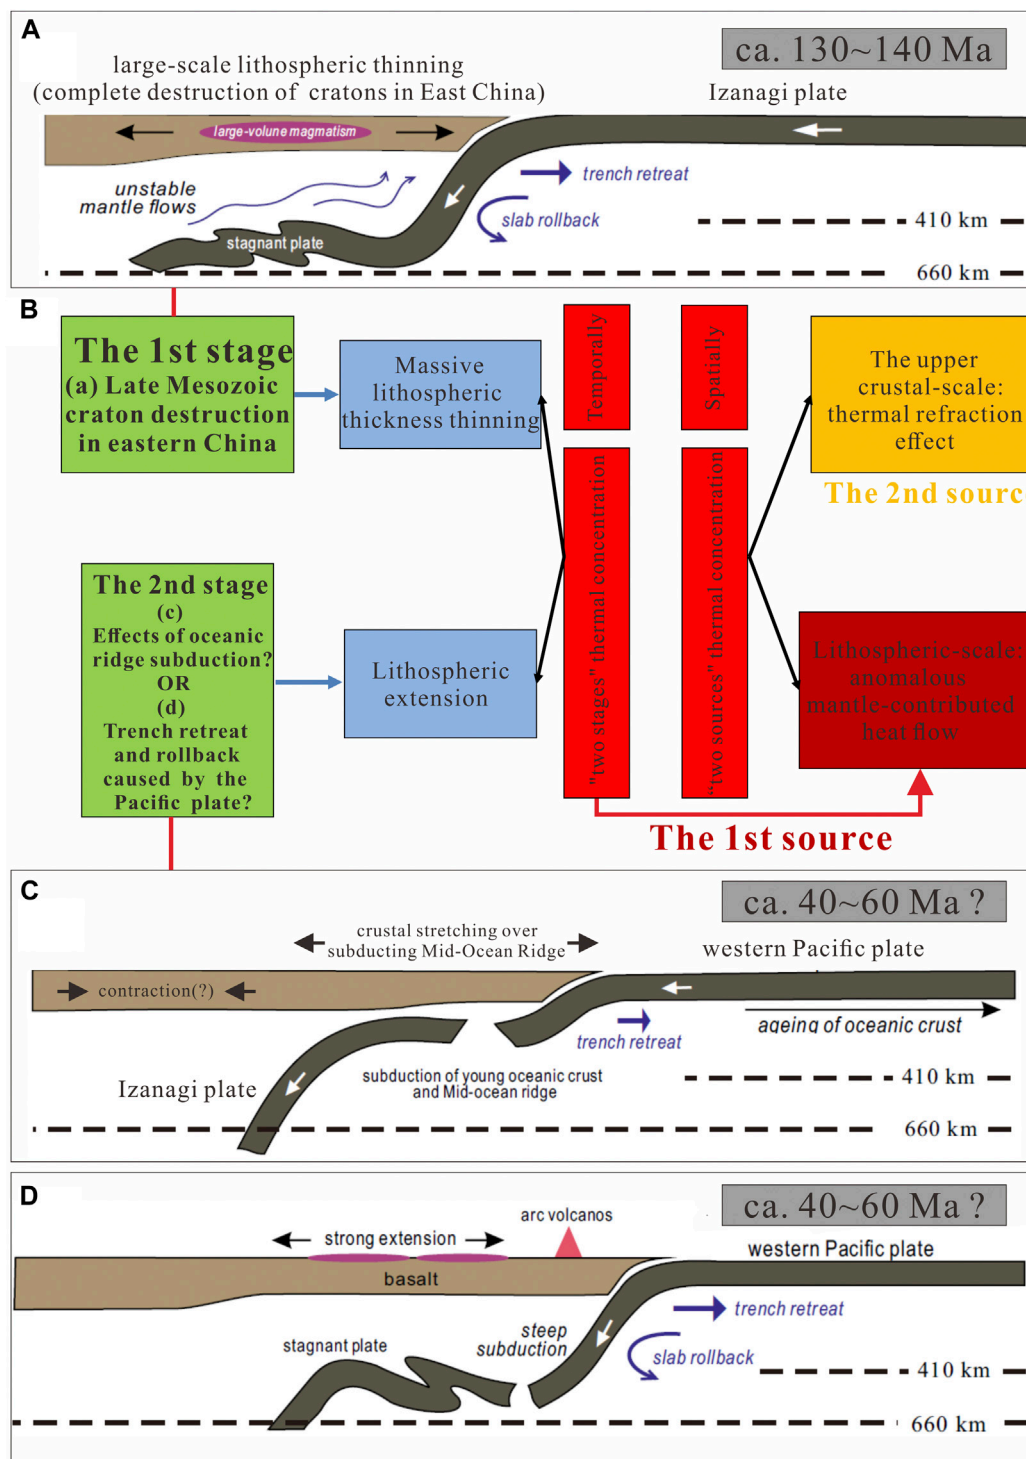 A
ca. 130~140 Ma
large-scale lithospheric thinning
(complete destruction of cratons in East China)
Izanagi plate
large-volune magmatism
unstable
mantle flows
trench retreat
slab rollback
stagnant plate
410 km
660 km
B
The 1st stage
(a) Late Mesozoic
craton destruction
in eastern China
Massive
lithospheric
thickness thinning
Temporally
Spatially
The upper
crustal-scale:
thermal refraction
effect
The 2nd sourc
The 2nd stage
(c)
Effects of oceanic
ridge subduction?
OR
(d)
Trench retreat
and rollback
caused by the
Pacific plate?
Lithospheric
extension
"two stages" thermal concentration
“two sources" thermal concentration
Lithospheric-scale:
anomalous
mantle-contributed
heat flow
The 1st source
C
ca. 40~60 Ma ?
crustal stretching over
subducting Mid-Ocean Ridge
western Pacific plate
contraction(?)
trench retreat
ageing of oceanic crust
Izanagi plate
subduction of young oceanic crust
and Mid-ocean ridge
410 km
660 km
D
ca. 40~60 Ma ?
arc volcanos
strong extension
western Pacific plate
basalt
trench retreat
steep
subduction
stagnant plate
slab rollback
410 km
660 km